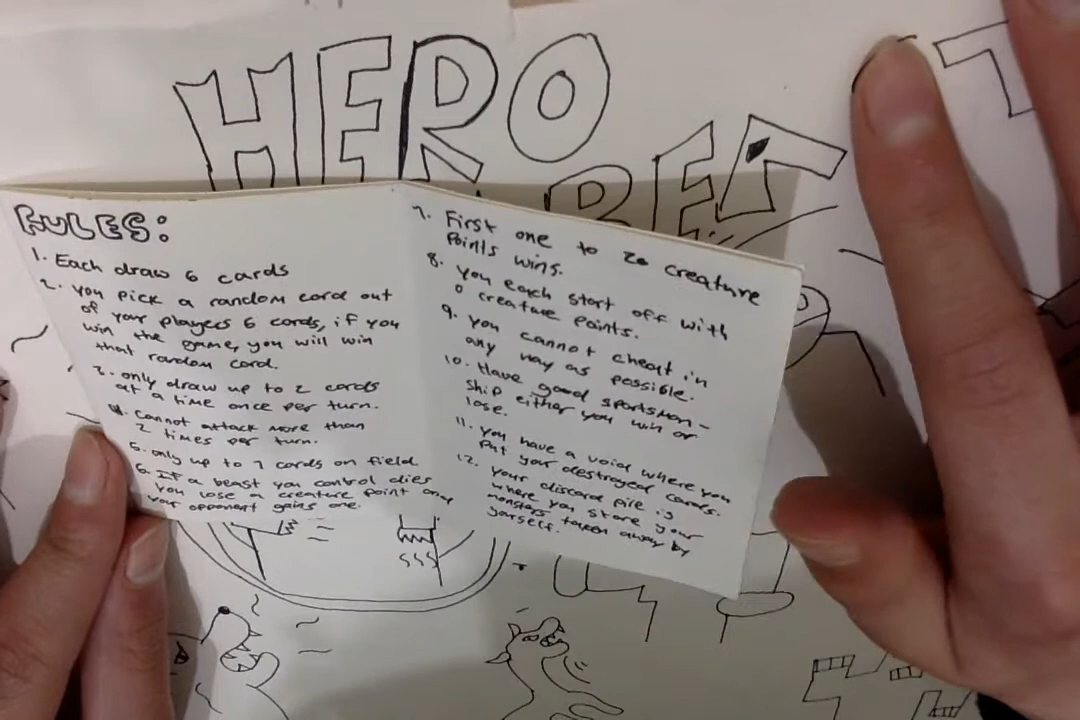 HERO
RULES:
1. Each draw 6 cards
2. you pick a random card out
of your players 6 cords, if you
win the game, you will win
that random card.
3. only draw up to 2 cards
at a time once per turn.
4. Cannot attack more than
2 times per turn.
5. only up to 7 cards on field
6. If a beast you control dies
you lose a creature point and
your opponent gains one.
7. First one to 20 creature
Points wins.
8. you each start off with
0 creature points.
9. you cannot cheat in
any way as possible.
10. Have good sportsman-
ship either you win or
lose.
11. you have a void where you
put your destroyed cards.
12. your discard pile is
where you store your
monsters taken away by
yourself.